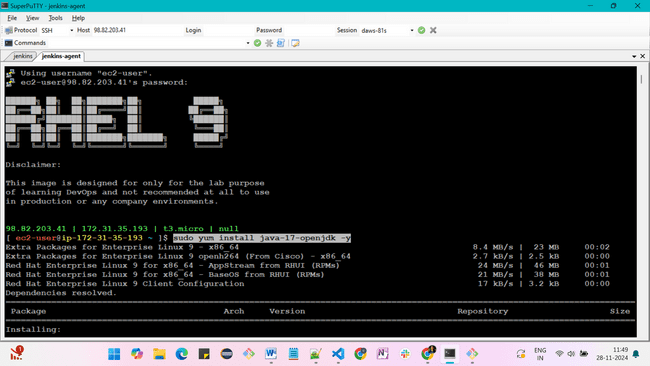 SuperPuTTY - jenkins-agent
File View Tools Help
Protocol SSH Host 98.82.203.41 Login Password Session daws-81s
Commands
jenkins jenkins-agent
Using username "ec2-user".
ec2-user@98.82.203.41's password:
RHEL 9
Disclaimer:
This image is designed for only for the lab purpose
of learning DevOps and not recommended at all to use
in production or any company environments.
98.82.203.41 | 172.31.35.193 | t3.micro | null
[ ec2-user@ip-172-31-35-193 ~ ]$ sudo yum install java-17-openjdk -y
Extra Packages for Enterprise Linux 9 - x86_64 8.4 MB/s | 23 MB 00:02
Extra Packages for Enterprise Linux 9 openh264 (From Cisco) - x86_64 2.7 kB/s | 2.5 kB 00:00
Red Hat Enterprise Linux 9 for x86_64 - AppStream from RHUI (RPMs) 24 MB/s | 46 MB 00:01
Red Hat Enterprise Linux 9 for x86_64 - BaseOS from RHUI (RPMs) 21 MB/s | 38 MB 00:01
Red Hat Enterprise Linux 9 Client Configuration 17 kB/s | 3.2 kB 00:00
Dependencies resolved.
Package Arch Version Repository Size
Installing:
ENG
IN
11:49
28-11-2024